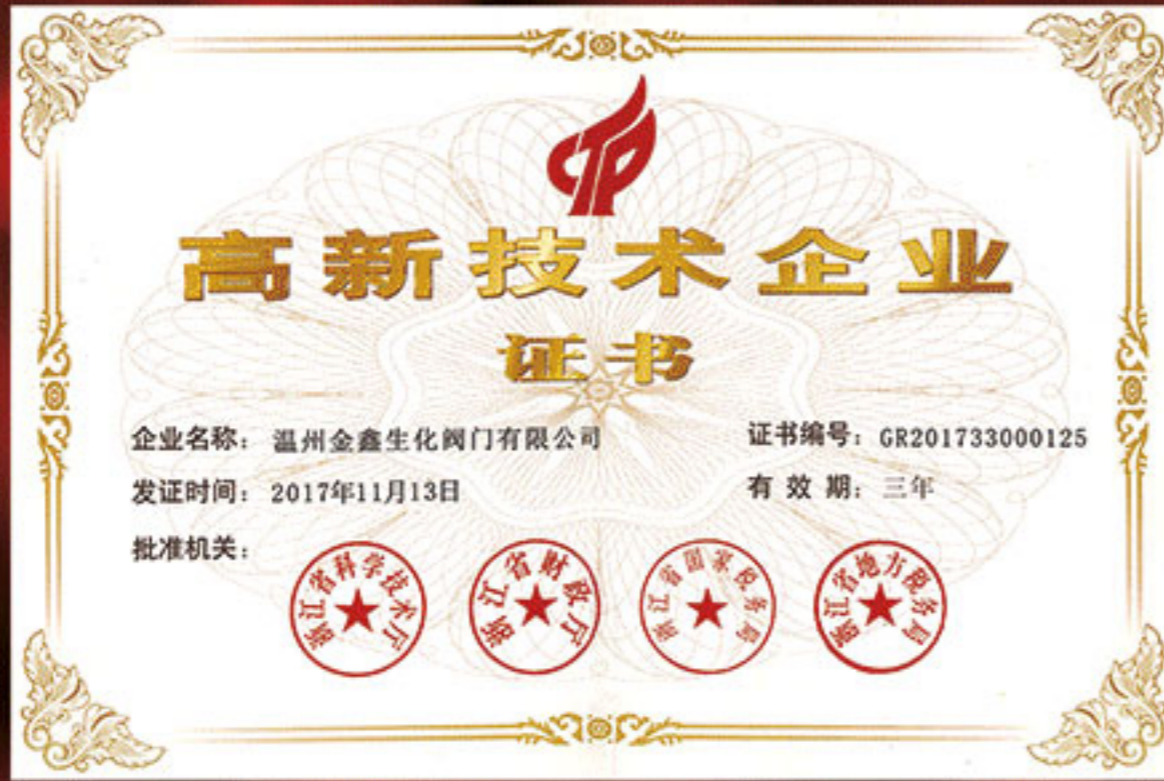 高新技术企业
证书
企业名称：温州金鑫生化阀门有限公司
证书编号：GR201733000125
发证时间：2017年11月13日
有效期：三年
批准机关：
浙江省科学技术厅
浙江省财政厅
浙江省国家税务局
浙江省地方税务局